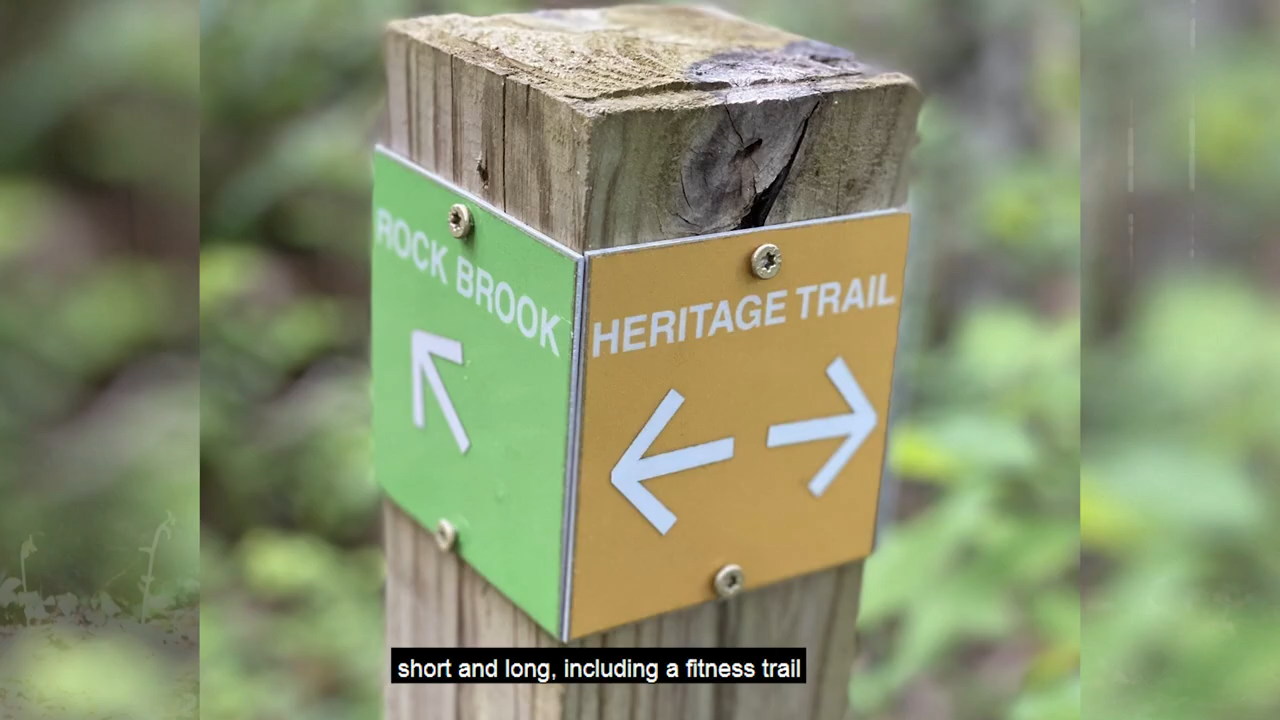 ROCK BROOK
HERITAGE TRAIL
short and long, including a fitness trail